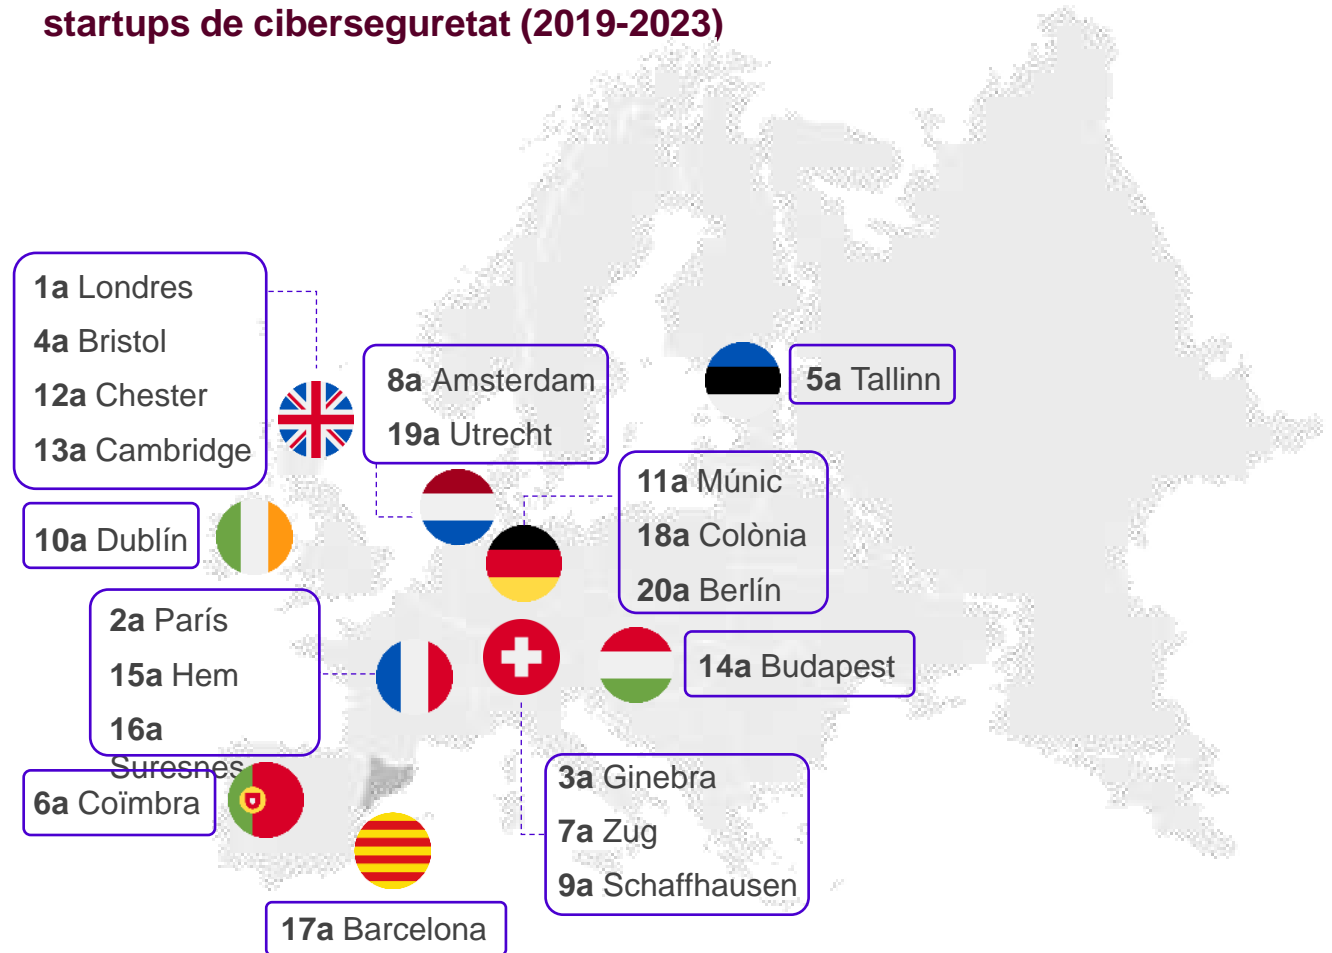 startups de ciberseguretat (2019-2023)
1a Londres
4a Bristol
12a Chester
13a Cambridge
8a Amsterdam
19a Utrecht
5a Tallinn
11a Múnic
18a Colònia
20a Berlín
10a Dublín
2a París
15a Hem
16a
Suresnes
14a Budapest
6a Coïmbra
3a Ginebra
7a Zug
9a Schaffhausen
17a Barcelona